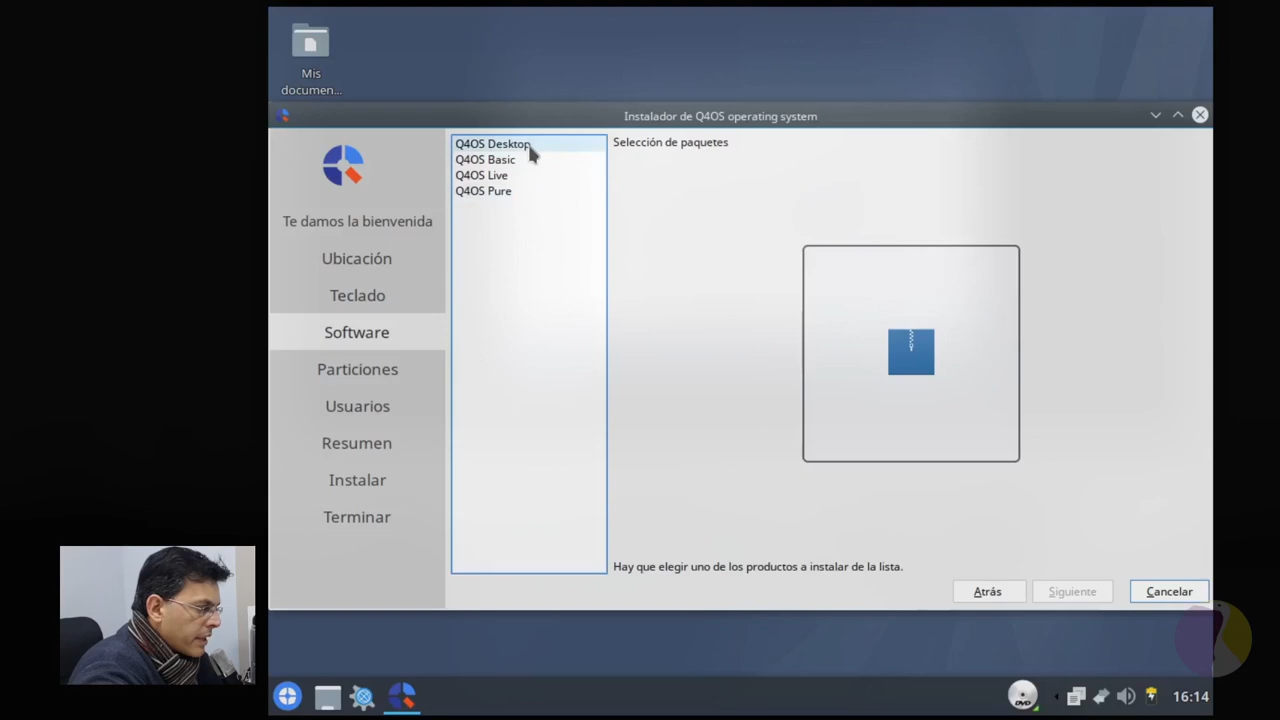 Mis
documen...
Instalador de Q4OS operating system
Te damos la bienvenida
Ubicación
Teclado
Software
Particiones
Usuarios
Resumen
Instalar
Terminar
Q4OS Desktop
Q4OS Basic
Q4OS Live
Q4OS Pure
Selección de paquetes
Hay que elegir uno de los productos a instalar de la lista.
Atrás
Siguiente
Cancelar
DVD
16:14